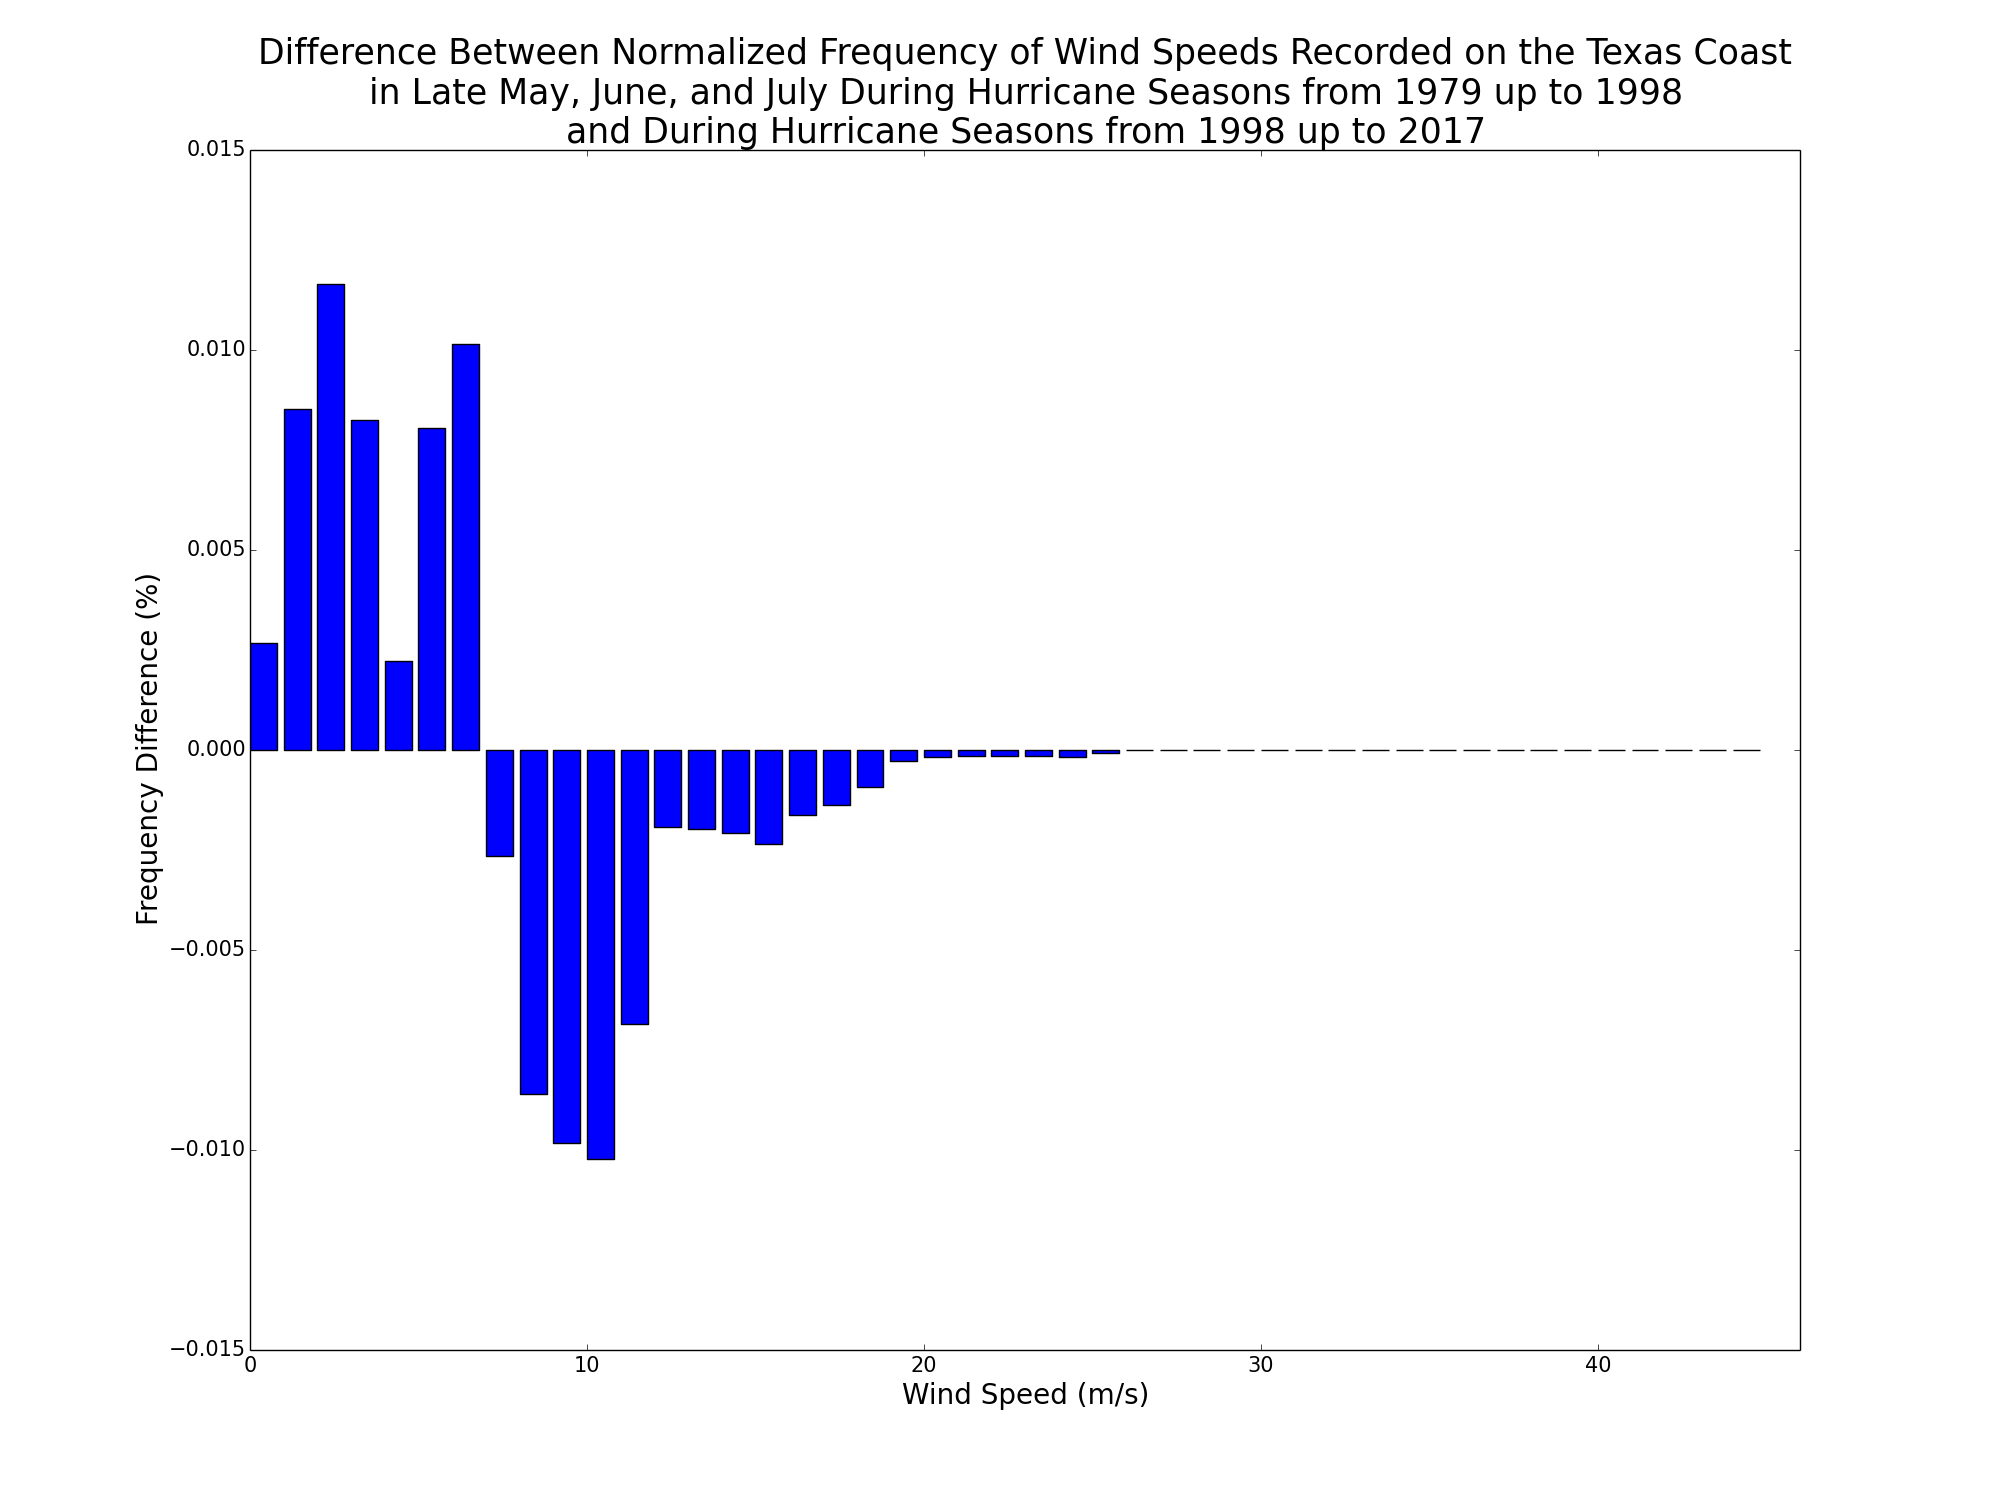 Difference Between Normalized Frequency of Wind Speeds Recorded on the Texas Coast
in Late May, June, and July During Hurricane Seasons from 1979 up to 1998
and During Hurricane Seasons from 1998 up to 2017
0.015
0.010
0.005
0.000
−0.005
−0.010
−0.015
Frequency Difference (%)
0 10 20 30 40
Wind Speed (m/s)